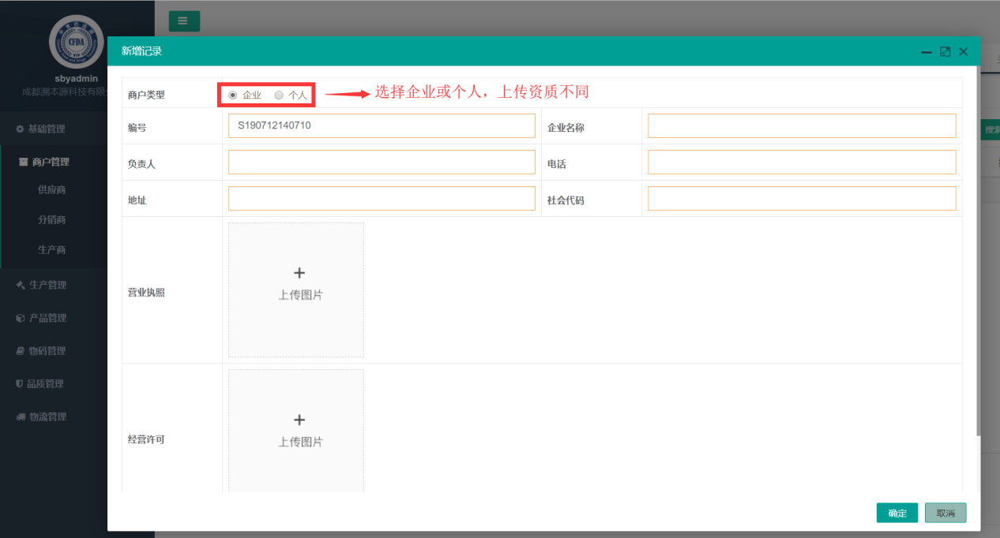 CFDA
sbyadmin
成都溯本源科技有限
基础管理
商户管理
供应商
分销商
生产商
生产管理
产品管理
物码管理
品质管理
物流管理
新增记录
商户类型 企业 个人 选择企业或个人，上传资质不同
编号 S190712140710 企业名称
负责人 电话
地址 社会代码
营业执照 上传图片
经营许可 上传图片
确定 取消
搜索